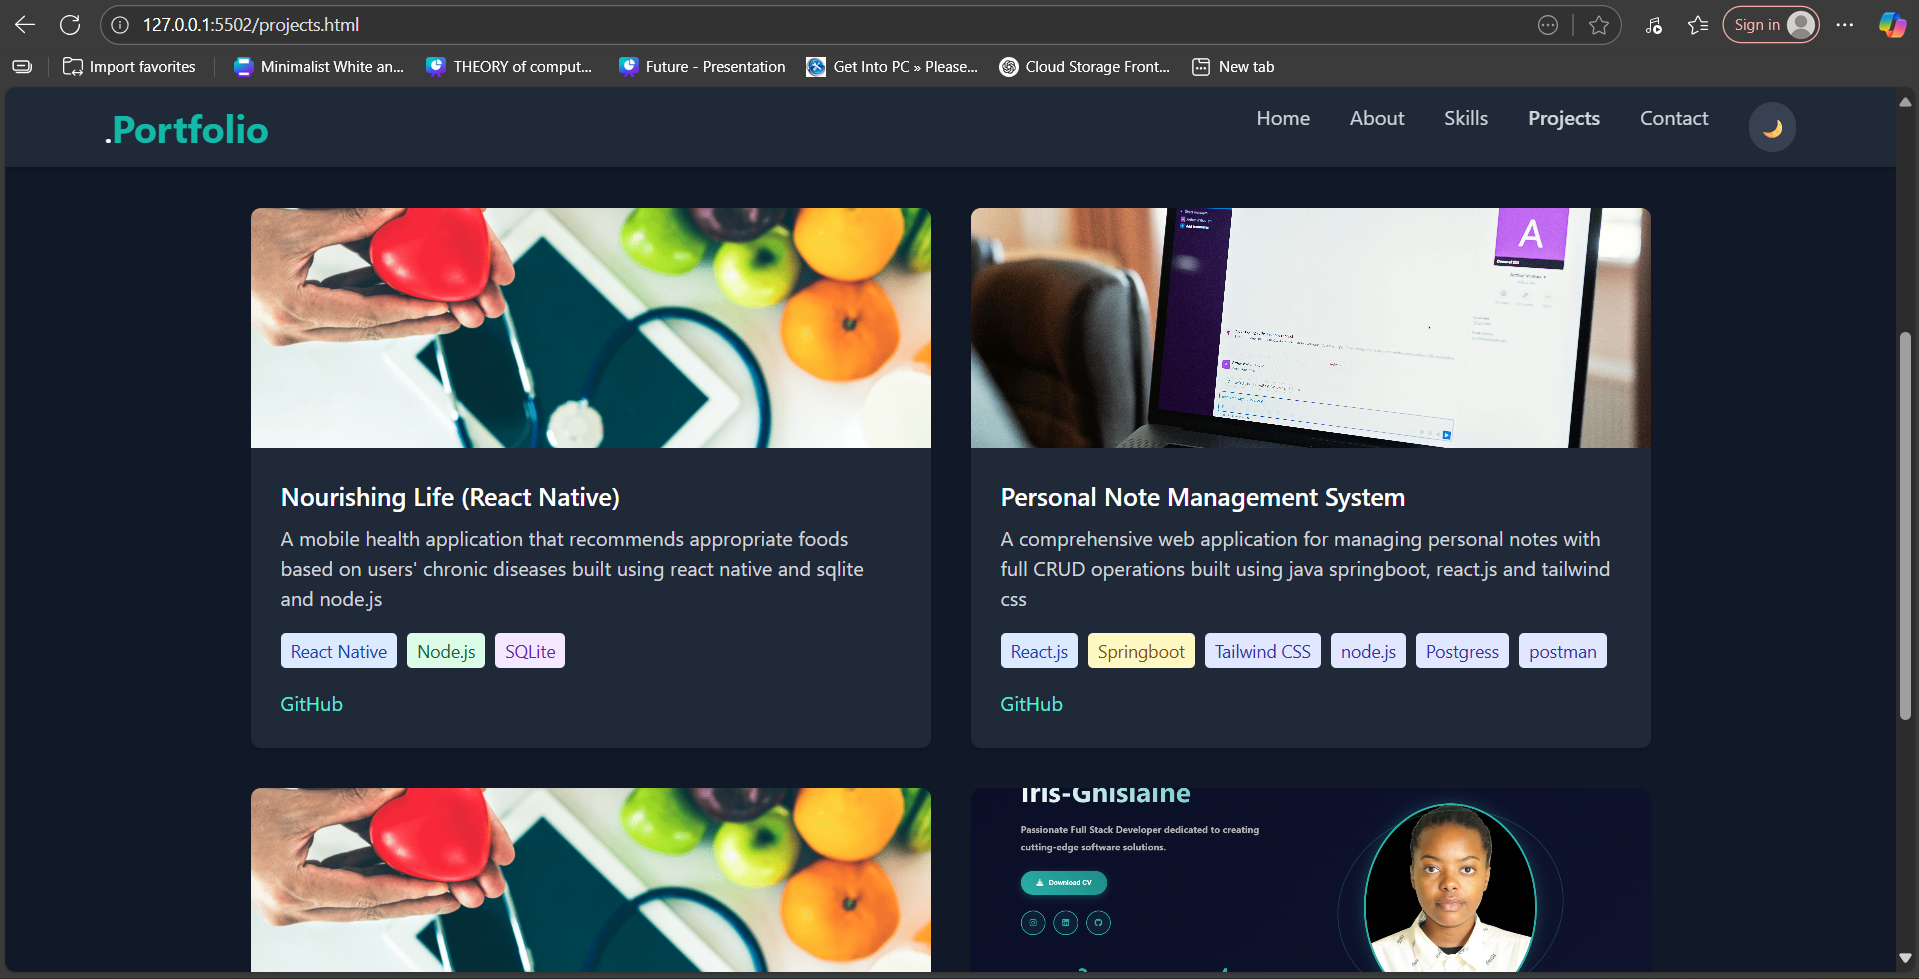 127.0.0.1:5502/projects.html
Sign in
Import favorites
Minimalist White an...
THEORY of comput...
Future - Presentation
Get Into PC » Please...
Cloud Storage Front...
New tab
.Portfolio
Home
About
Skills
Projects
Contact
A
Nourishing Life (React Native)
A mobile health application that recommends appropriate foods
based on users' chronic diseases built using react native and sqlite
and node.js
React Native
Node.js
SQLite
GitHub
Personal Note Management System
A comprehensive web application for managing personal notes with
full CRUD operations built using java springboot, react.js and tailwind
css
React.js
Springboot
Tailwind CSS
node.js
Postgress
postman
GitHub
Iris-Ghislaine
Passionate Full Stack Developer dedicated to creating
cutting-edge software solutions.
Download CV